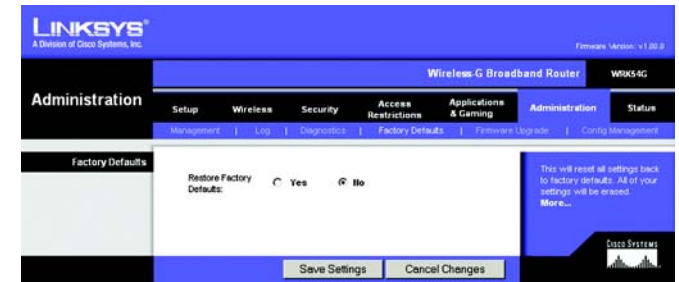 LINKSYS®
A Division of Cisco Systems, Inc.
Firmware Version: v1.00.0
Wireless-G Broadband Router WRK54G
Administration
Setup Wireless Security Access Restrictions Applications & Gaming Administration Status
Management | Log | Diagnostics | Factory Defaults | Firmware Upgrade | Config Management
Factory Defaults
Restore Factory Defaults: Yes No
This will reset all settings back
to factory defaults. All of your
settings will be erased.
More...
CISCO SYSTEMS
Save Settings Cancel Changes